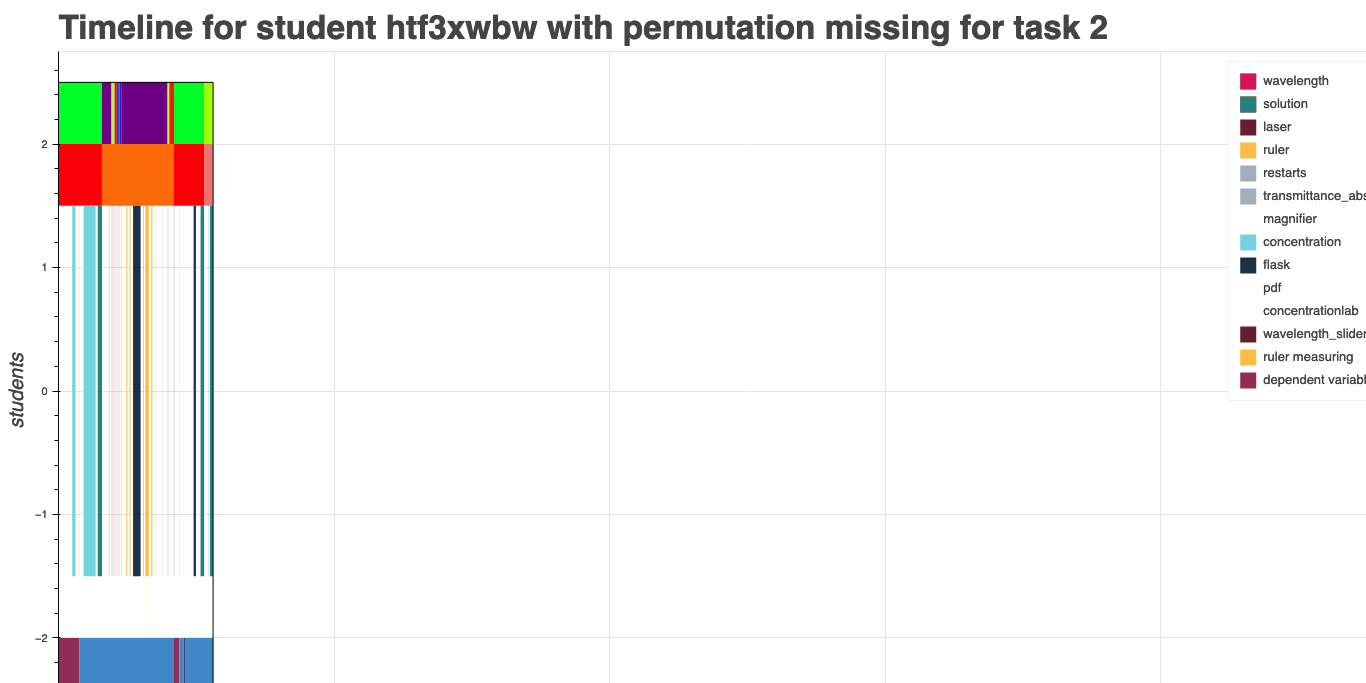 Timeline for student htf3xwbw with permutation missing for task 2
wavelength
solution
laser
ruler
restarts
transmittance_abs
magnifier
concentration
flask
pdf
concentrationlab
wavelength_slider
ruler measuring
dependent variabl
students
2
1
0
−1
−2